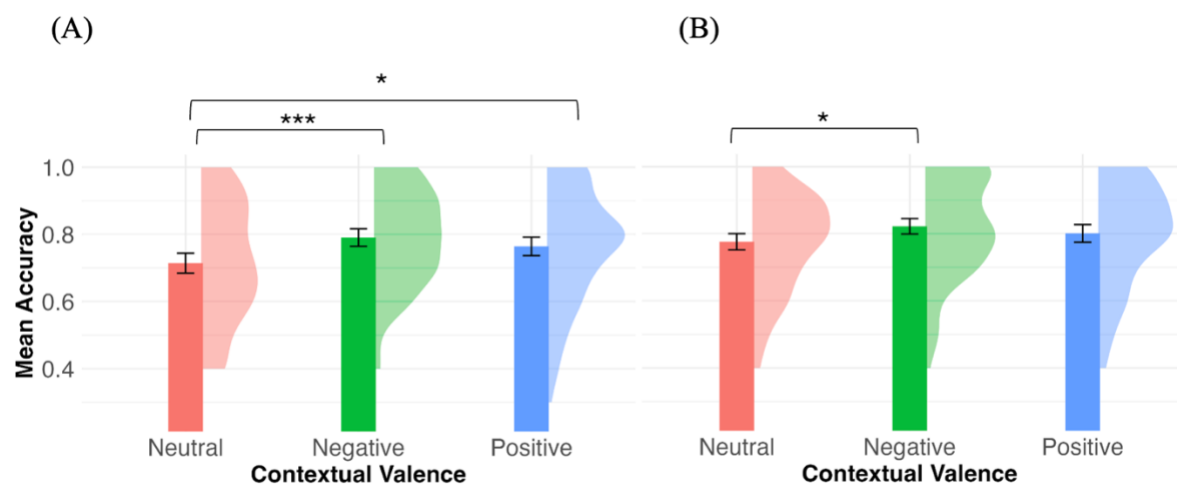 (A)
(B)
*
***
*
1.0
0.8
0.6
0.4
Mean Accuracy
Neutral Negative Positive
Contextual Valence
Neutral Negative Positive
Contextual Valence